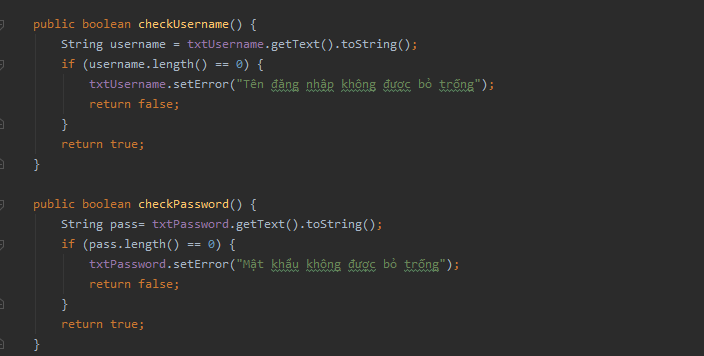 public boolean checkUsername() {
String username = txtUsername.getText().toString();
if (username.length() == 0) {
txtUsername.setError("Tên đăng nhập không được bỏ trống");
return false;
}
return true;
}
public boolean checkPassword() {
String pass= txtPassword.getText().toString();
if (pass.length() == 0) {
txtPassword.setError("Mật khẩu không được bỏ trống");
return false;
}
return true;
}